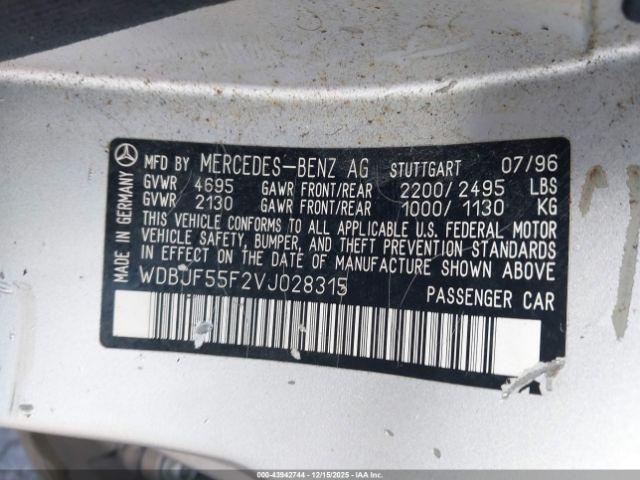 MFD BY MERCEDES-BENZ AG STUTTGART 07/96
GVWR 4695 GAWR FRONT/REAR 2200/ 2495 LBS
GVWR 2130 GAWR FRONT/REAR 1000/ 1130 KG
THIS VEHICLE CONFORMS TO ALL APPLICABLE U.S. FEDERAL MOTOR
VEHICLE SAFETY, BUMPER, AND THEFT PREVENTION STANDARDS
IN EFFECT ON THE DATE OF MANUFACTURE SHOWN ABOVE
WDBJF55F2VJ028315 PASSENGER CAR
MADE IN GERMANY
000-43942744 | 12/15/2025 - COPYRIGHT IAA, LLC.